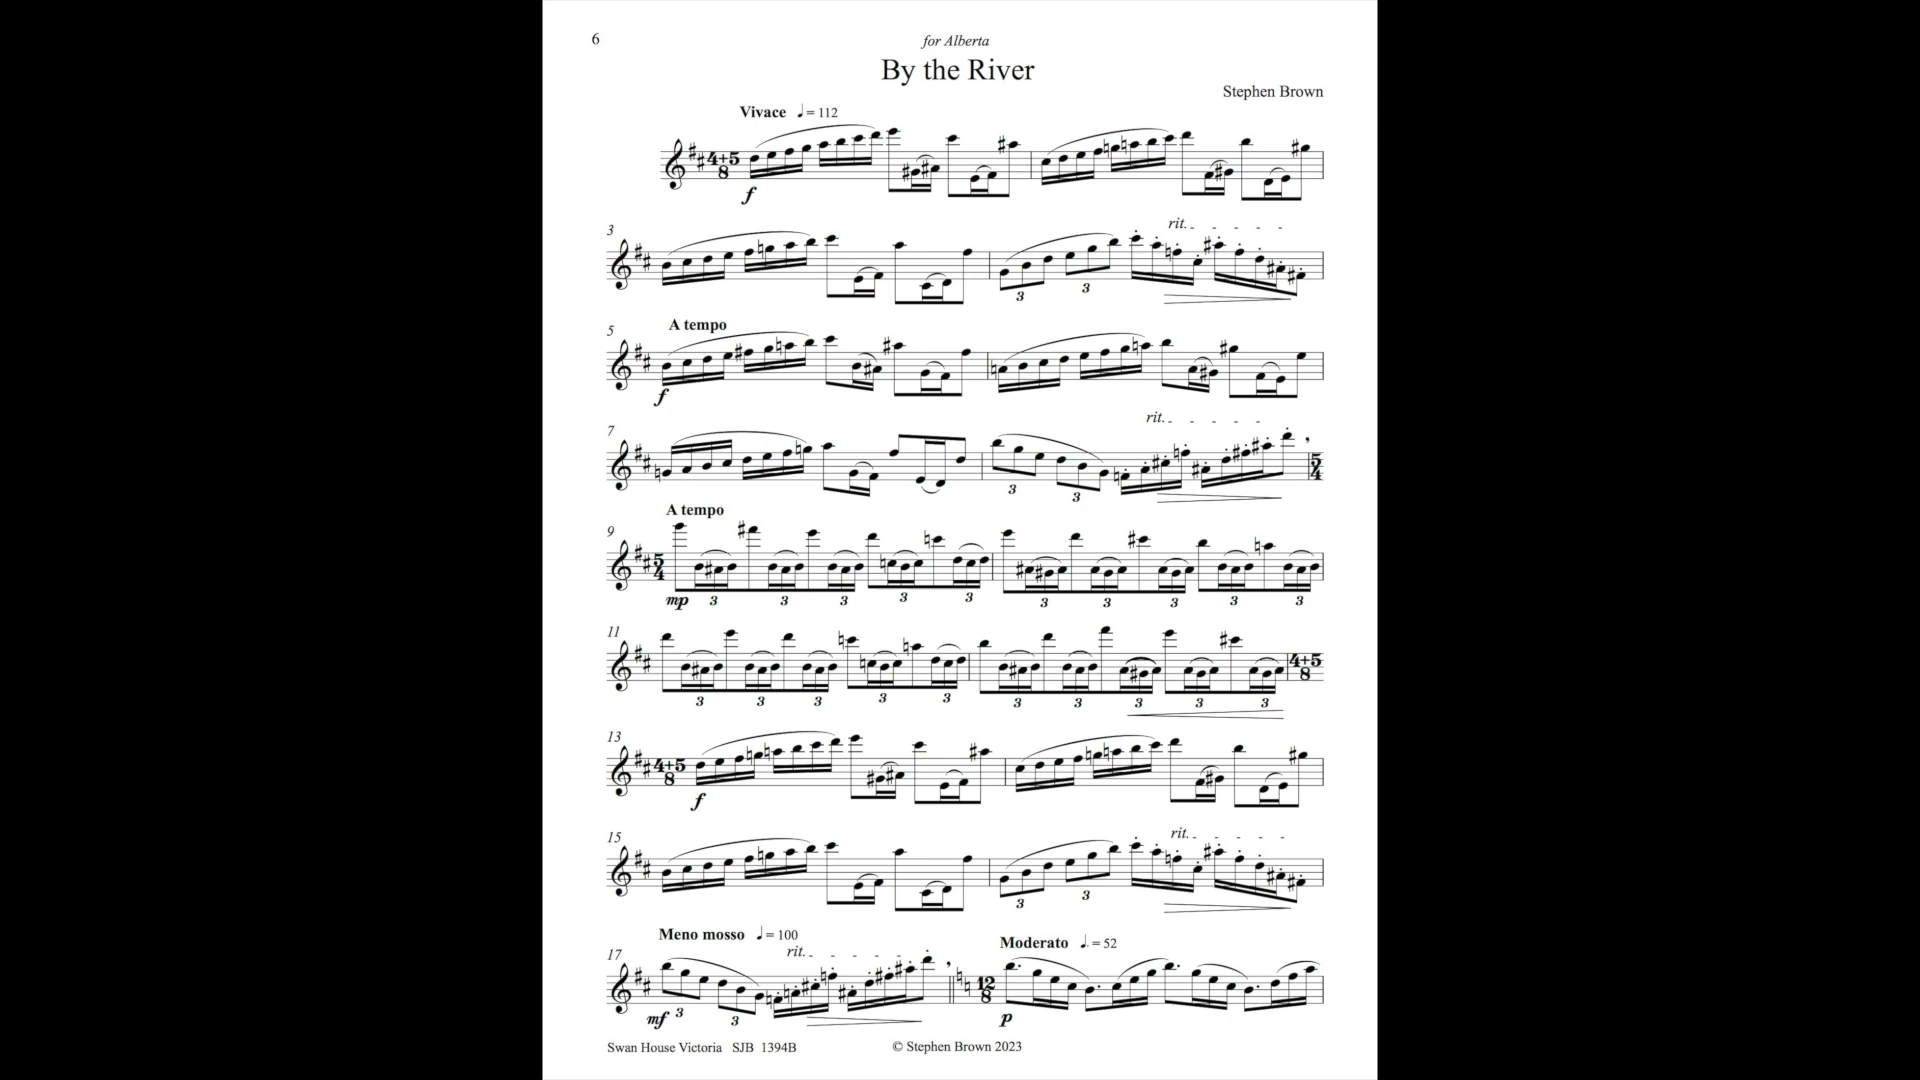 6
for Alberta
By the River
Stephen Brown
Vivace ♩= 112
4+5
8
f
3
rit.
3 3
5
A tempo
f
7
rit.
3 3
5
4
9
A tempo
5
4
mp 3 3 3 3 3 3 3 3 3 3
11
4+5
8
3 3 3 3 3 3 3 3 3 3
13
4+5
8
f
15
rit.
3 3
17
Meno mosso ♩= 100
rit.
mf 3 3
Moderato ♩. = 52
12
8
p
Swan House Victoria SJB 1394B
© Stephen Brown 2023